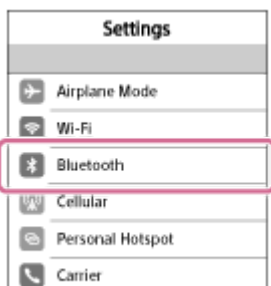 Settings
Airplane Mode
Wi-Fi
Bluetooth
Cellular
Personal Hotspot
Carrier